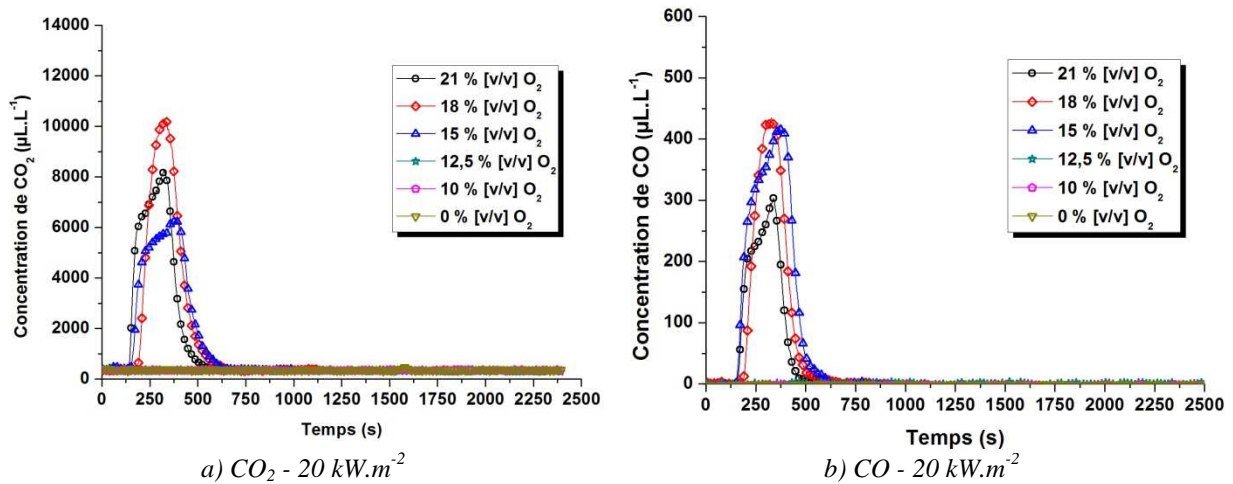 Concentration de CO₂ (µL.L⁻¹)
14000
12000
10000
8000
6000
4000
2000
0
21 % [v/v] O₂
18 % [v/v] O₂
15 % [v/v] O₂
12,5 % [v/v] O₂
10 % [v/v] O₂
0 % [v/v] O₂
0 250 500 750 1000 1250 1500 1750 2000 2250 2500
Temps (s)
a) CO₂ - 20 kW.m⁻²
Concentration de CO (µL.L⁻¹)
600
500
400
300
200
100
0
21 % [v/v] O₂
18 % [v/v] O₂
15 % [v/v] O₂
12,5 % [v/v] O₂
10 % [v/v] O₂
0 % [v/v] O₂
0 250 500 750 1000 1250 1500 1750 2000 2250 2500
Temps (s)
b) CO - 20 kW.m⁻²